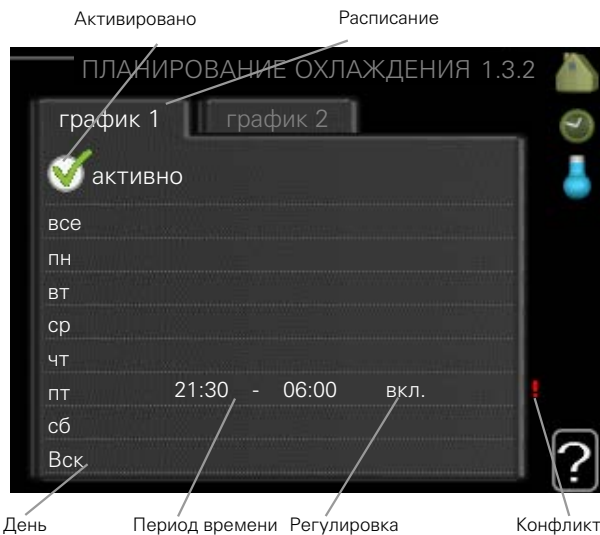 Активировано Расписание
ПЛАНИРОВАНИЕ ОХЛАЖДЕНИЯ 1.3.2
график 1 график 2
активно
все
пн
вт
ср
чт
пт 21:30 - 06:00 вкл. !
сб
Вск
?
День Период времени Регулировка Конфликт